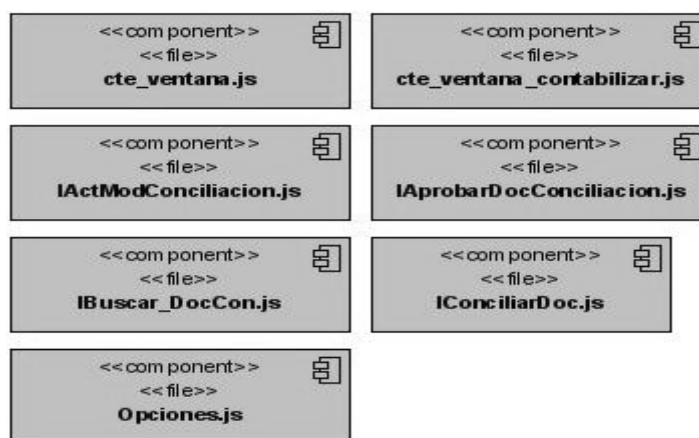 <<component>>
<<file>>
cte_ventana.js
<<component>>
<<file>>
cte_ventana_contabilizar.js
<<component>>
<<file>>
IActModConciliacion.js
<<component>>
<<file>>
IAprobarDocConciliacion.js
<<component>>
<<file>>
IBuscar_DocCon.js
<<component>>
<<file>>
IConciliarDoc.js
<<component>>
<<file>>
Opciones.js